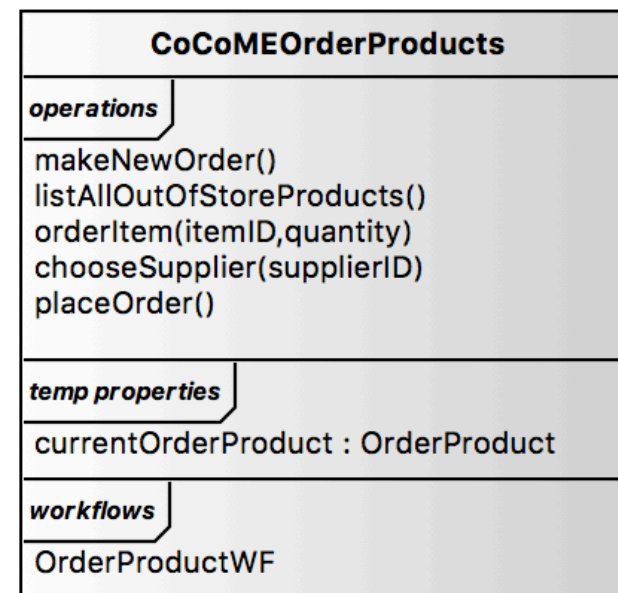 CoCoMEOrderProducts
operations
makeNewOrder()
listAllOutOfStoreProducts()
orderItem(itemID,quantity)
chooseSupplier(supplierID)
placeOrder()
temp properties
currentOrderProduct : OrderProduct
workflows
OrderProductWF